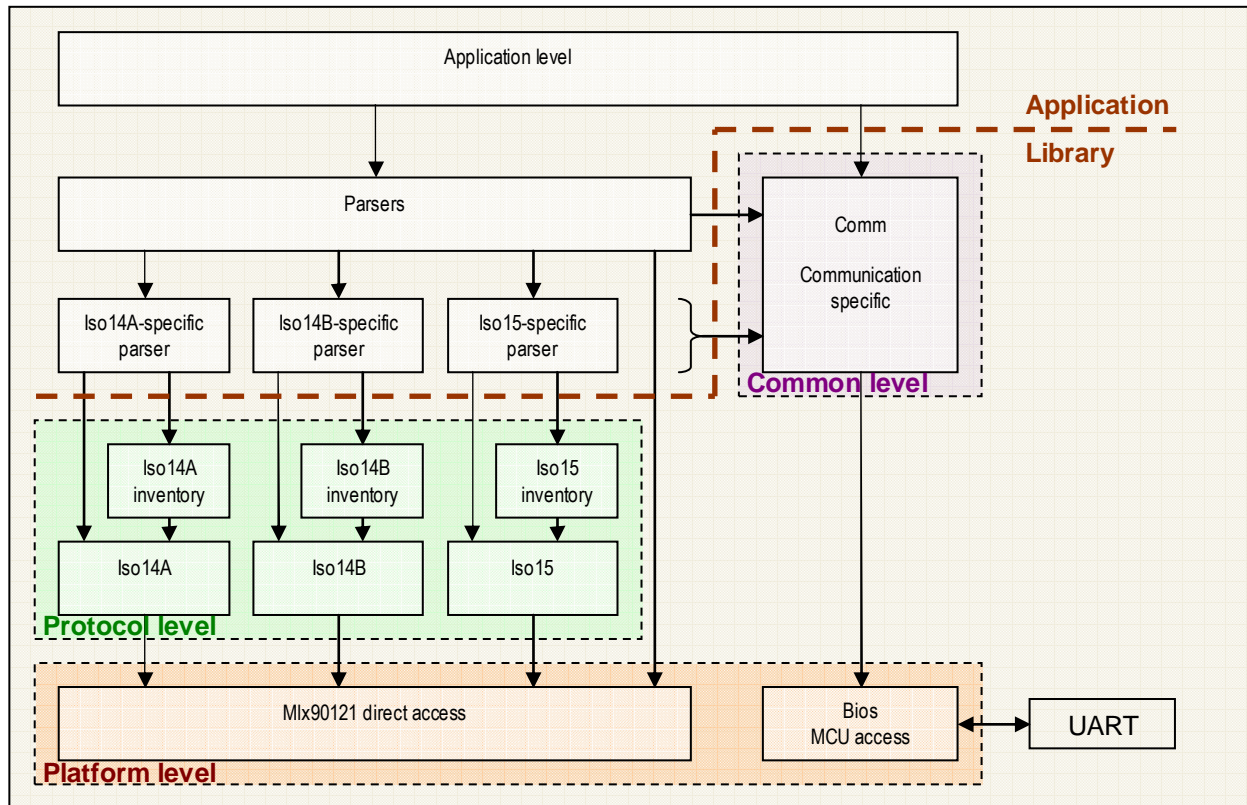 Application level
Application
Library
Parsers
Comm
Communication
specific
Iso14A-specific
parser
Iso14B-specific
parser
Iso15-specific
parser
Common level
Iso14A
inventory
Iso14B
inventory
Iso15
inventory
Iso14A
Iso14B
Iso15
Protocol level
Mlx90121 direct access
Bios
MCU access
UART
Platform level